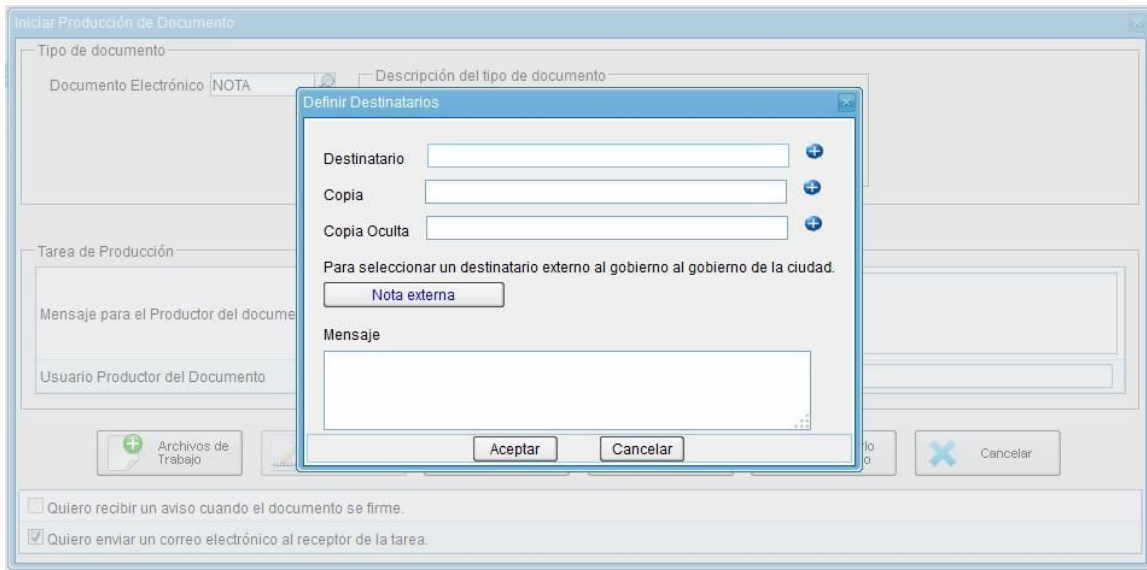 Iniciar Producción de Documento
Tipo de documento
Documento Electrónico NOTA
Descripción del tipo de documento
Definir Destinatarios
Destinatario
Copia
Copia Oculta
Para seleccionar un destinatario externo al gobierno al gobierno de la ciudad.
Nota externa
Mensaje
Aceptar Cancelar
Tarea de Producción
Mensaje para el Productor del docume
Usuario Productor del Documento
Archivos de
Trabajo
Cancelar
Quiero recibir un aviso cuando el documento se firme.
Quiero enviar un correo electrónico al receptor de la tarea.